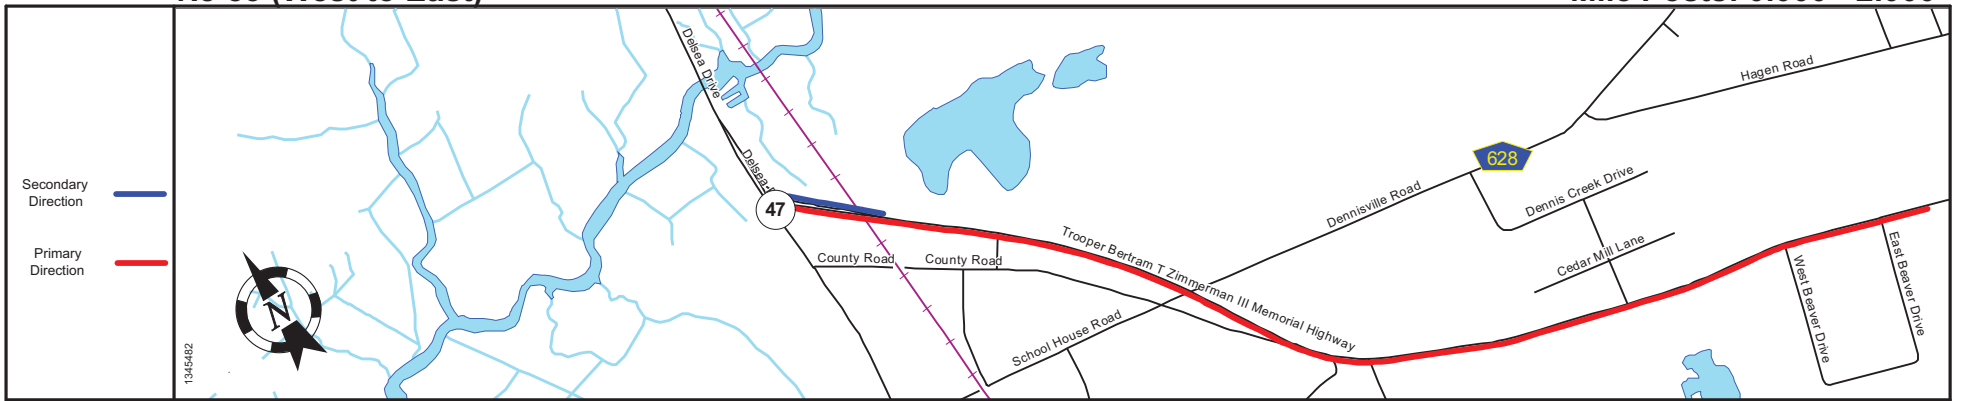 Secondary
Direction
Primary
Direction
Delsea Drive
Delsea
47
County Road
County Road
Trooper Bertram T Zimmerman III Memorial Highway
School House Road
Dennisville Road
628
Hagen Road
Dennis Creek Drive
Cedar Mill Lane
West Beaver Drive
East Beaver Drive
N
1345482